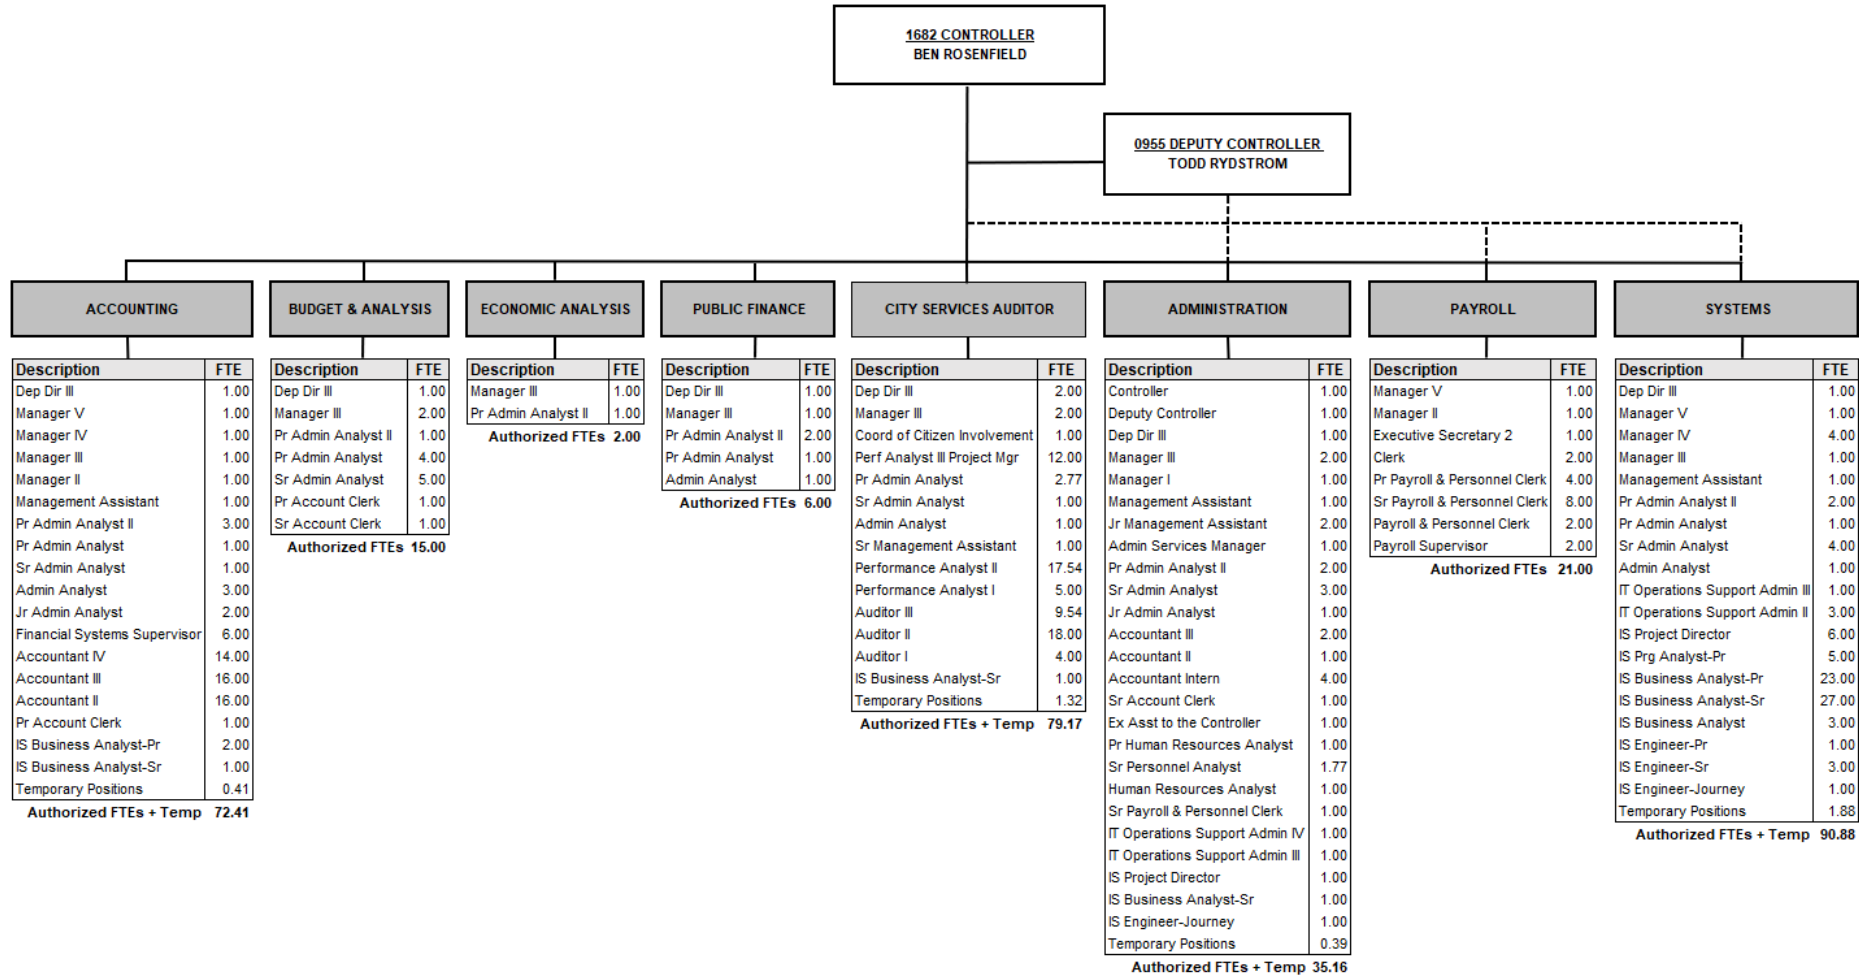 1682 CONTROLLER
BEN ROSENFIELD
0955 DEPUTY CONTROLLER
TODD RYDSTROM
ACCOUNTING
Description FTE
Dep Dir III 1.00
Manager V 1.00
Manager IV 1.00
Manager III 1.00
Manager II 1.00
Management Assistant 1.00
Pr Admin Analyst II 3.00
Pr Admin Analyst 1.00
Sr Admin Analyst 1.00
Admin Analyst 3.00
Jr Admin Analyst 2.00
Financial Systems Supervisor 6.00
Accountant IV 14.00
Accountant III 16.00
Accountant II 16.00
Pr Account Clerk 1.00
IS Business Analyst-Pr 2.00
IS Business Analyst-Sr 1.00
Temporary Positions 0.41
Authorized FTEs + Temp 72.41
BUDGET & ANALYSIS
Description FTE
Dep Dir III 1.00
Manager III 2.00
Pr Admin Analyst II 1.00
Pr Admin Analyst 4.00
Sr Admin Analyst 5.00
Pr Account Clerk 1.00
Sr Account Clerk 1.00
Authorized FTEs 15.00
ECONOMIC ANALYSIS
Description FTE
Manager III 1.00
Pr Admin Analyst II 1.00
Authorized FTEs 2.00
PUBLIC FINANCE
Description FTE
Dep Dir III 1.00
Manager III 1.00
Pr Admin Analyst II 2.00
Pr Admin Analyst 1.00
Admin Analyst 1.00
Authorized FTEs 6.00
CITY SERVICES AUDITOR
Description FTE
Dep Dir III 2.00
Manager III 2.00
Coord of Citizen Involvement 1.00
Perf Analyst III Project Mgr 12.00
Pr Admin Analyst 2.77
Sr Admin Analyst 1.00
Admin Analyst 1.00
Sr Management Assistant 1.00
Performance Analyst II 17.54
Performance Analyst I 5.00
Auditor III 9.54
Auditor II 18.00
Auditor I 4.00
IS Business Analyst-Sr 1.00
Temporary Positions 1.32
Authorized FTEs + Temp 79.17
ADMINISTRATION
Description FTE
Controller 1.00
Deputy Controller 1.00
Dep Dir III 1.00
Manager III 2.00
Manager I 1.00
Management Assistant 1.00
Jr Management Assistant 2.00
Admin Services Manager 1.00
Pr Admin Analyst II 2.00
Sr Admin Analyst 3.00
Jr Admin Analyst 1.00
Accountant III 2.00
Accountant II 1.00
Accountant Intern 4.00
Sr Account Clerk 1.00
Ex Asst to the Controller 1.00
Pr Human Resources Analyst 1.00
Sr Personnel Analyst 1.77
Human Resources Analyst 1.00
Sr Payroll & Personnel Clerk 1.00
IT Operations Support Admin IV 1.00
IT Operations Support Admin III 1.00
IS Project Director 1.00
IS Business Analyst-Sr 1.00
IS Engineer-Journey 1.00
Temporary Positions 0.39
Authorized FTEs + Temp 35.16
PAYROLL
Description FTE
Manager V 1.00
Manager II 1.00
Executive Secretary 2 1.00
Clerk 2.00
Pr Payroll & Personnel Clerk 4.00
Sr Payroll & Personnel Clerk 8.00
Payroll & Personnel Clerk 2.00
Payroll Supervisor 2.00
Authorized FTEs 21.00
SYSTEMS
Description FTE
Dep Dir III 1.00
Manager V 1.00
Manager IV 4.00
Manager III 1.00
Management Assistant 1.00
Pr Admin Analyst II 2.00
Pr Admin Analyst 1.00
Sr Admin Analyst 4.00
Admin Analyst 1.00
IT Operations Support Admin III 1.00
IT Operations Support Admin II 3.00
IS Project Director 6.00
IS Prg Analyst-Pr 5.00
IS Business Analyst-Pr 23.00
IS Business Analyst-Sr 27.00
IS Business Analyst 3.00
IS Engineer-Pr 1.00
IS Engineer-Sr 3.00
IS Engineer-Journey 1.00
Temporary Positions 1.88
Authorized FTEs + Temp 90.88